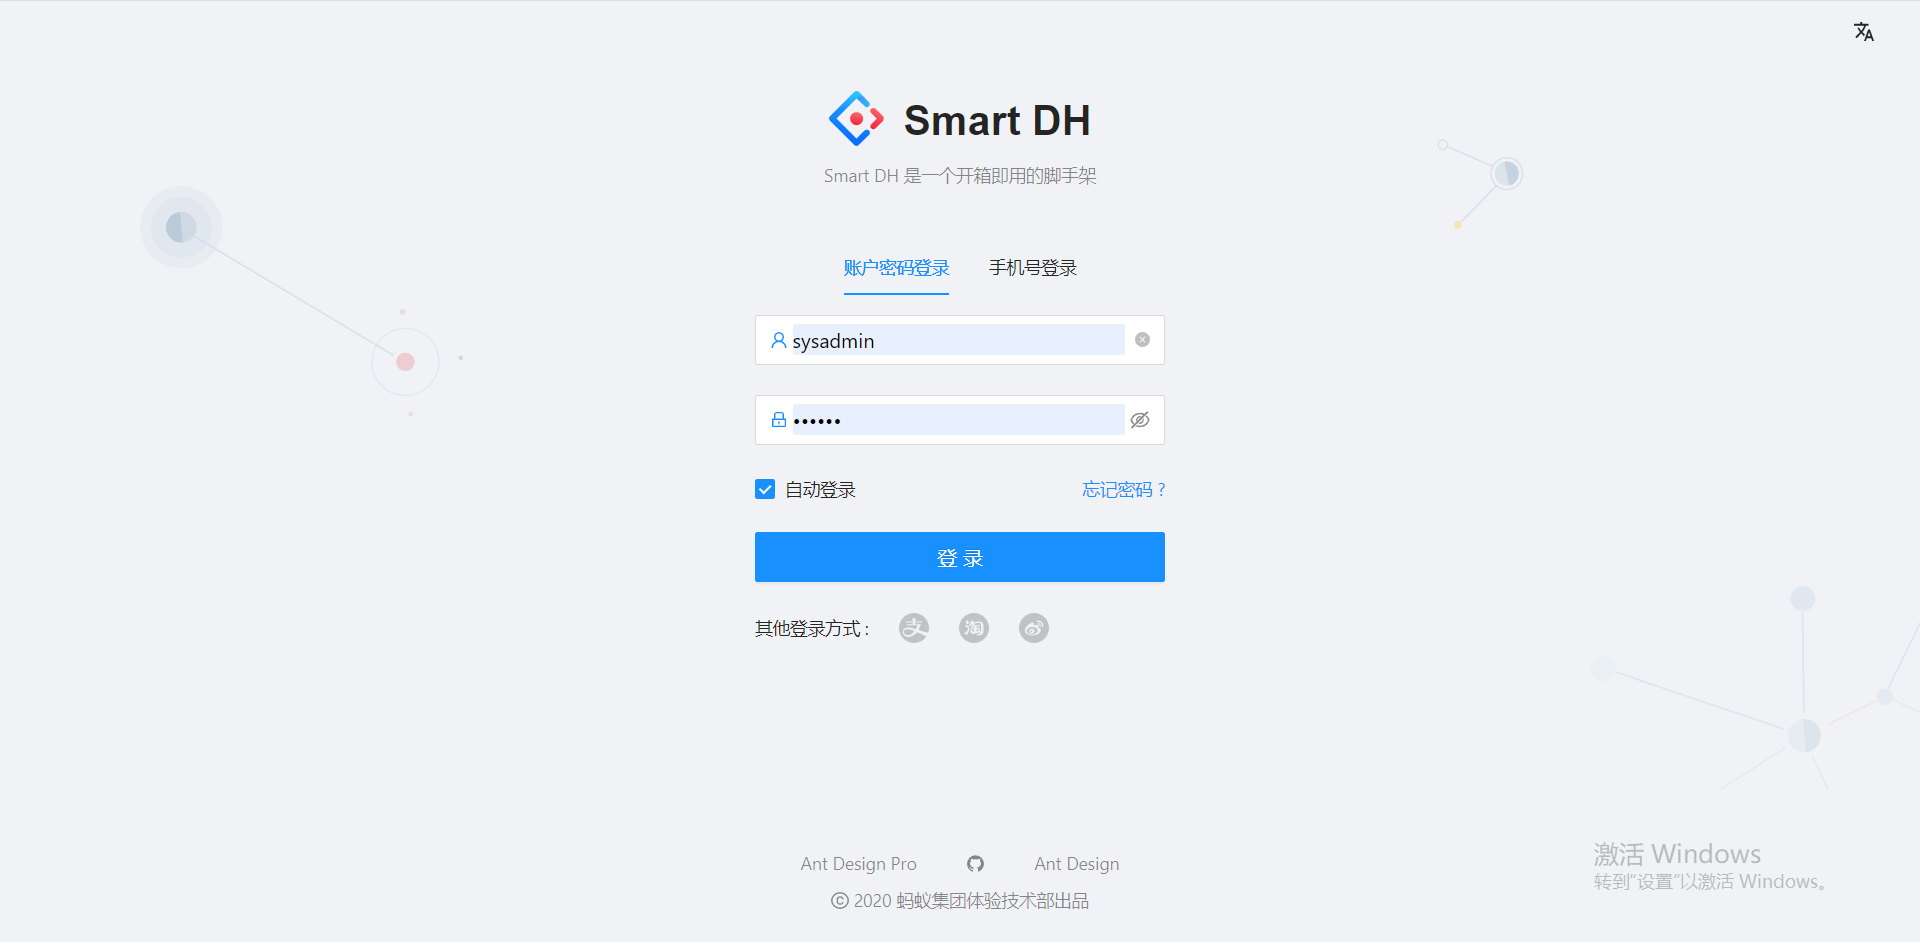 Smart DH
Smart DH 是一个开箱即用的脚手架
账户密码登录 手机号登录
sysadmin
••••••
自动登录 忘记密码 ?
登 录
其他登录方式 : 支 淘
Ant Design Pro Ant Design
© 2020 蚂蚁集团体验技术部出品
激活 Windows
转到“设置”以激活 Windows。